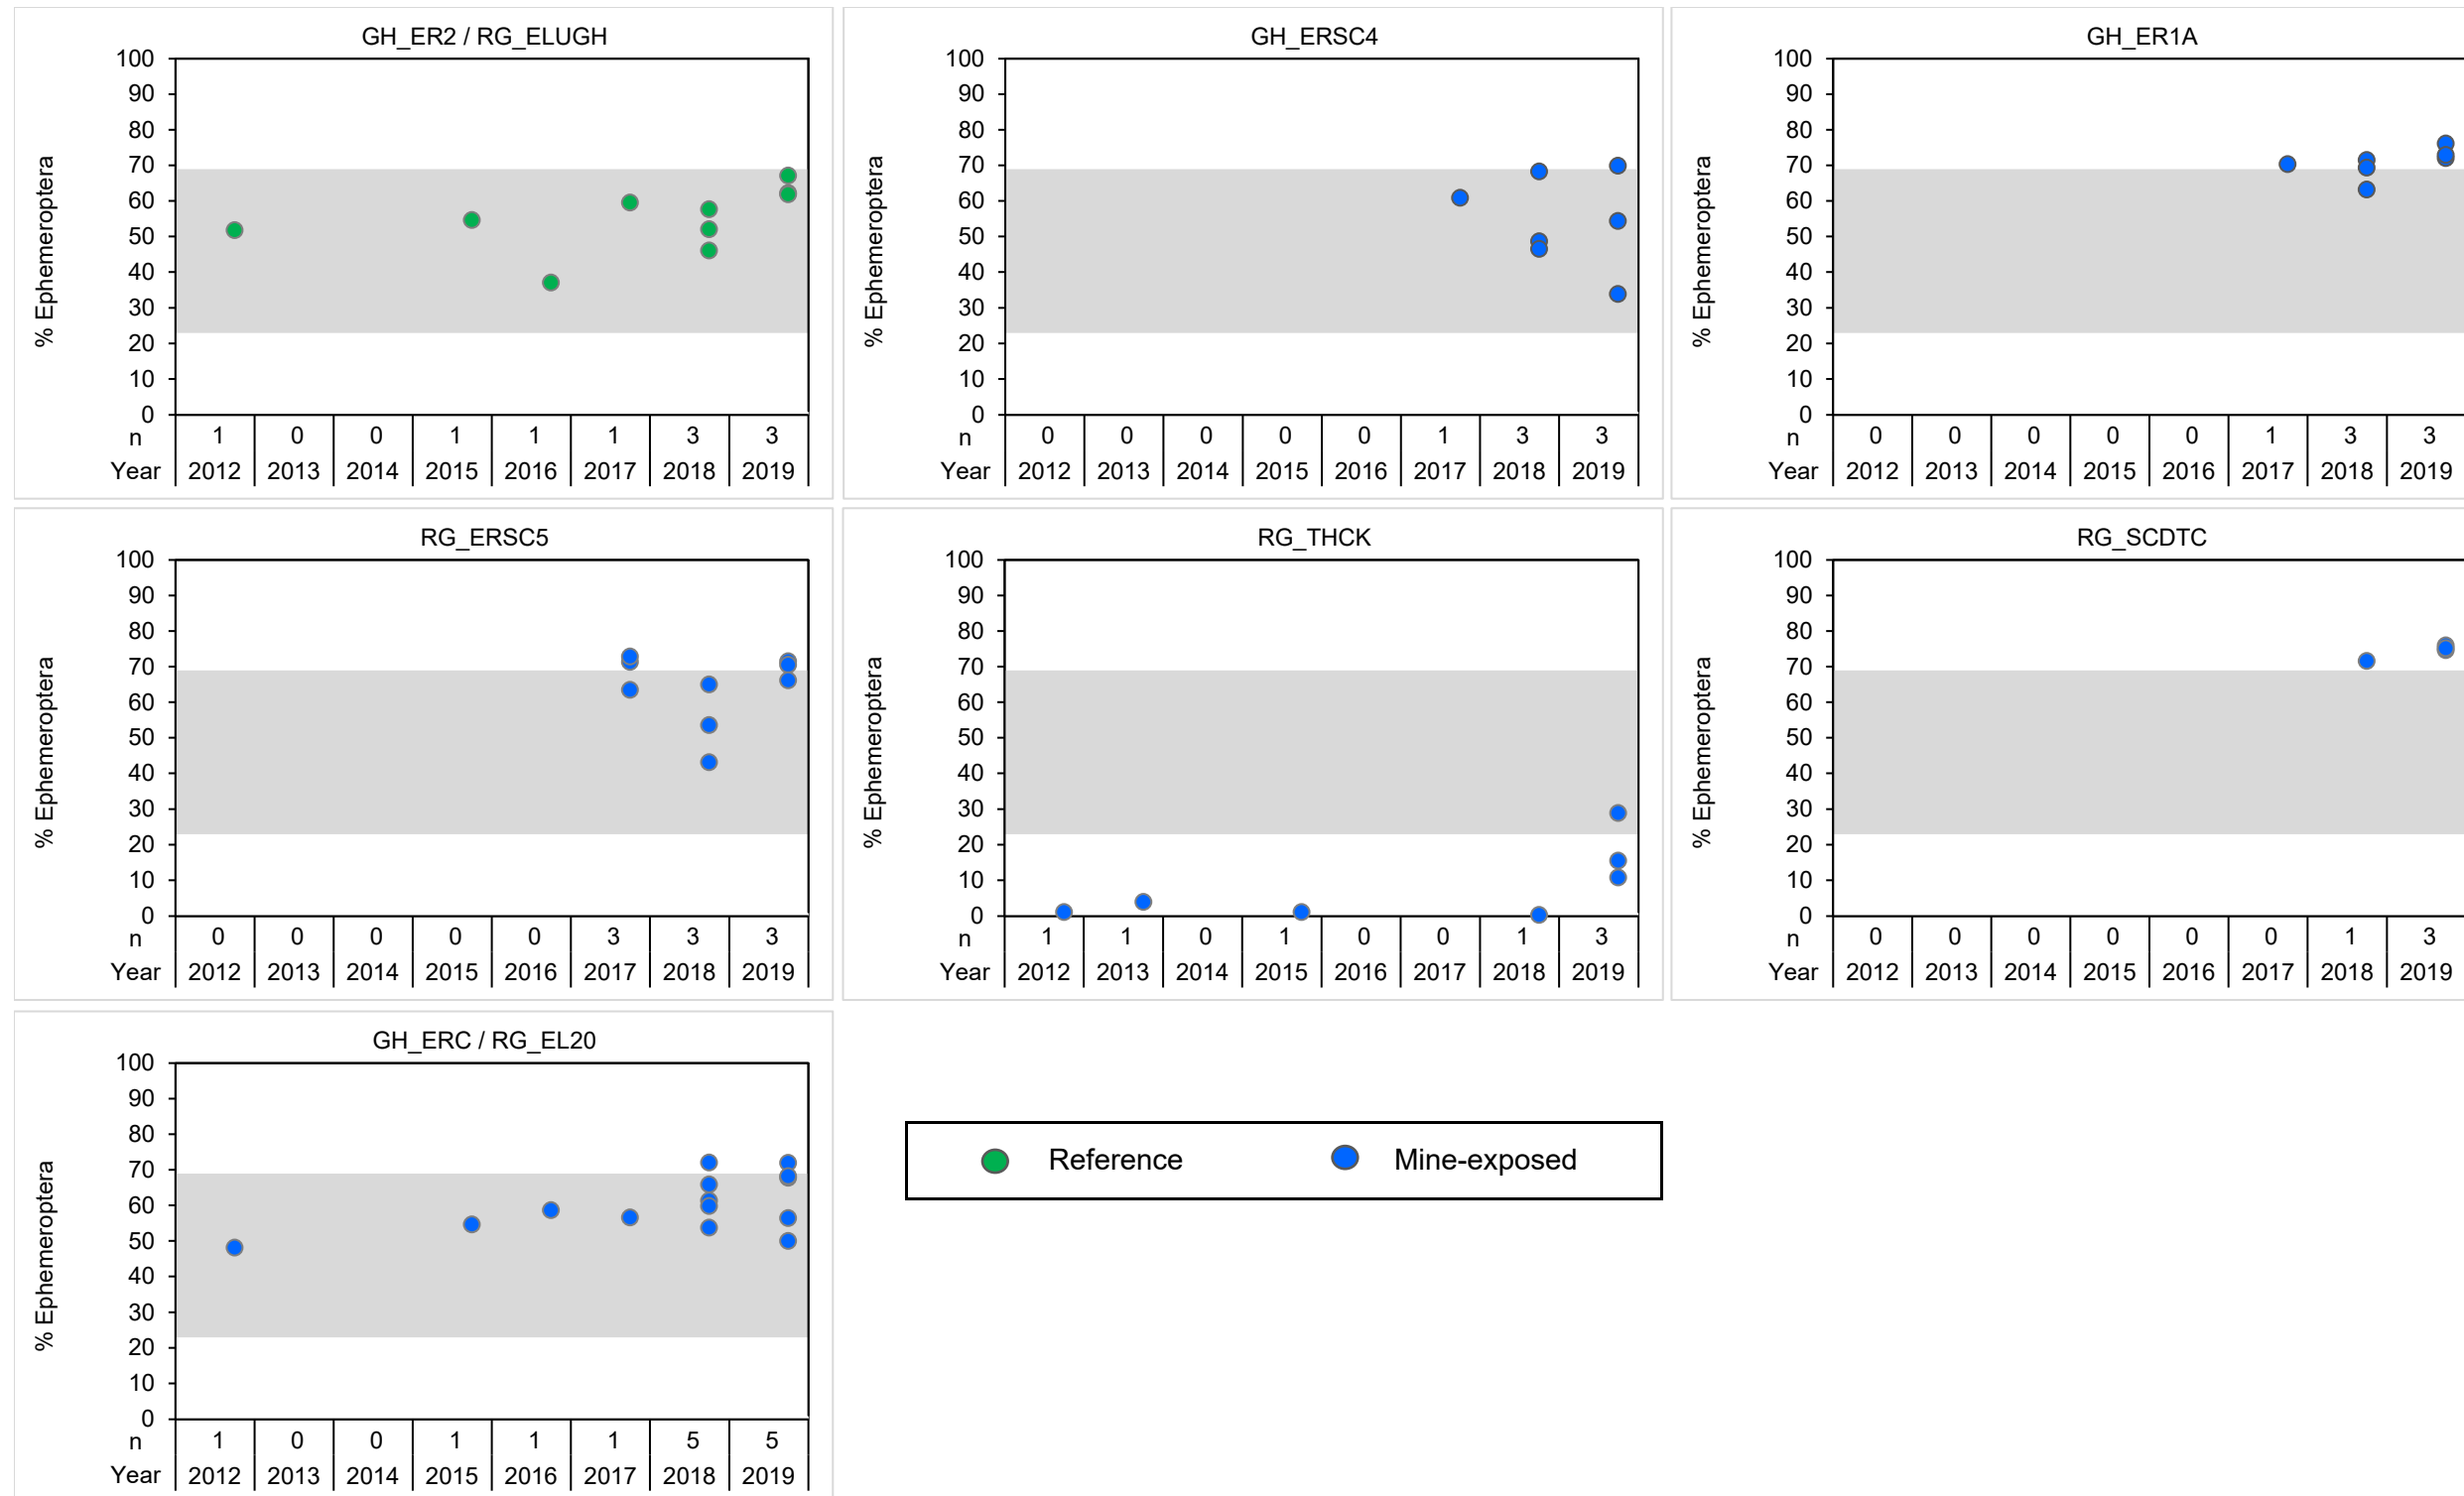 GH_ER2 / RG_ELUGH
100
90
80
70
60
50
40
30
20
10
0
% Ephemeroptera
n 1 0 0 1 1 1 3 3
Year 2012 2013 2014 2015 2016 2017 2018 2019
GH_ERSC4
100
90
80
70
60
50
40
30
20
10
0
% Ephemeroptera
n 0 0 0 0 0 1 3 3
Year 2012 2013 2014 2015 2016 2017 2018 2019
GH_ER1A
100
90
80
70
60
50
40
30
20
10
0
% Ephemeroptera
n 0 0 0 0 0 1 3 3
Year 2012 2013 2014 2015 2016 2017 2018 2019
RG_ERSC5
100
90
80
70
60
50
40
30
20
10
0
% Ephemeroptera
n 0 0 0 0 0 3 3 3
Year 2012 2013 2014 2015 2016 2017 2018 2019
RG_THCK
100
90
80
70
60
50
40
30
20
10
0
% Ephemeroptera
n 1 1 0 1 0 0 1 3
Year 2012 2013 2014 2015 2016 2017 2018 2019
RG_SCDTC
100
90
80
70
60
50
40
30
20
10
0
% Ephemeroptera
n 0 0 0 0 0 0 1 3
Year 2012 2013 2014 2015 2016 2017 2018 2019
GH_ERC / RG_EL20
100
90
80
70
60
50
40
30
20
10
0
% Ephemeroptera
n 1 0 0 1 1 1 5 5
Year 2012 2013 2014 2015 2016 2017 2018 2019
Reference Mine-exposed